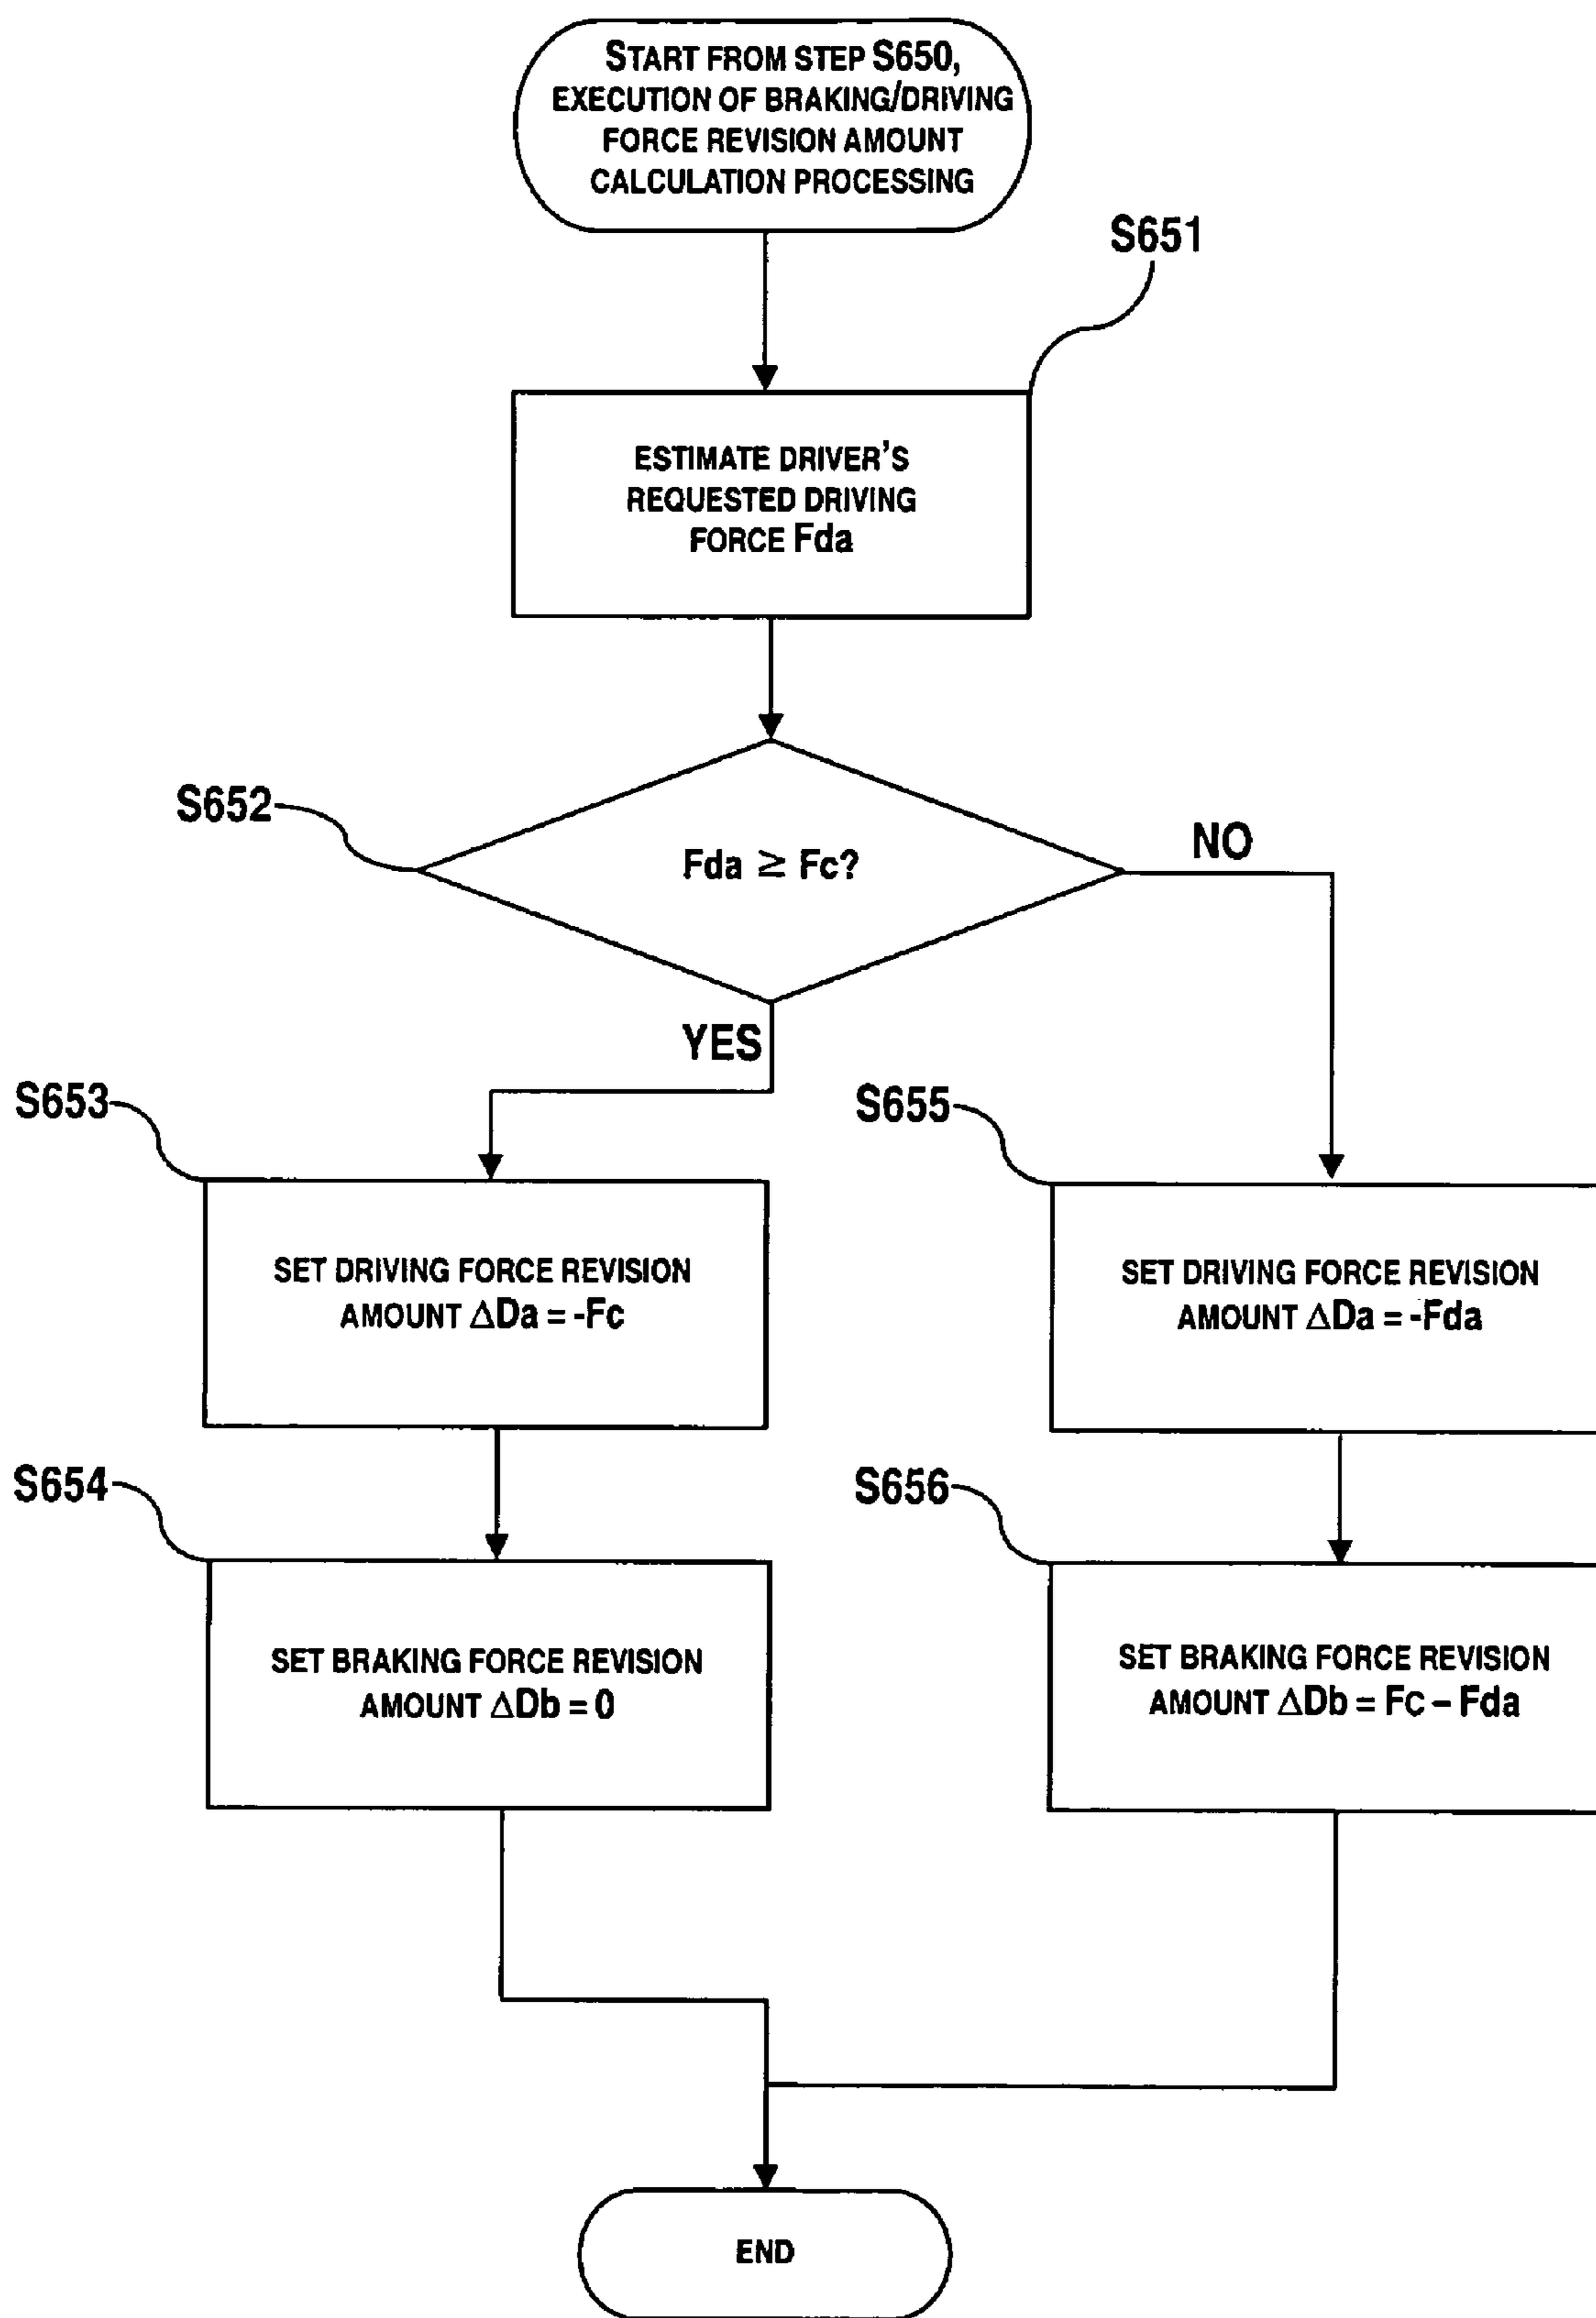 START FROM STEP S650,
EXECUTION OF BRAKING/DRIVING
FORCE REVISION AMOUNT
CALCULATION PROCESSING
S651
ESTIMATE DRIVER'S
REQUESTED DRIVING
FORCE Fda
S652
Fda ≥ Fc?
NO
YES
S653
SET DRIVING FORCE REVISION
AMOUNT ΔDa = -Fc
S655
SET DRIVING FORCE REVISION
AMOUNT ΔDa = -Fda
S654
SET BRAKING FORCE REVISION
AMOUNT ΔDb = 0
S656
SET BRAKING FORCE REVISION
AMOUNT ΔDb = Fc – Fda
END